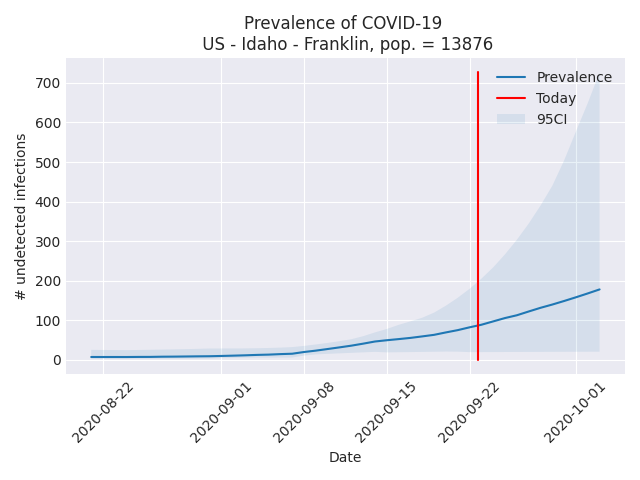 Prevalence of COVID-19
US - Idaho - Franklin, pop. = 13876
700
600
500
400
300
200
100
0
# undetected infections
Prevalence
Today
95CI
2020-08-22
2020-09-01
2020-09-08
2020-09-15
2020-09-22
2020-10-01
Date